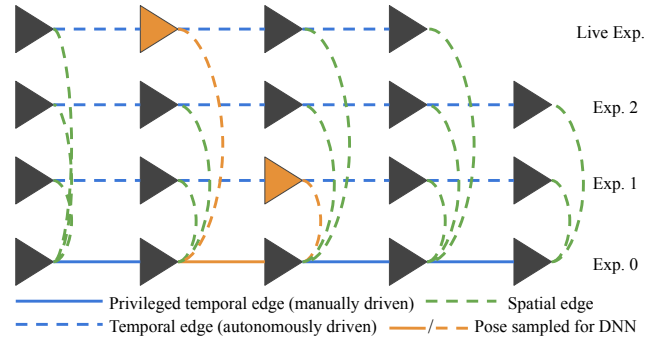 Live Exp.
Exp. 2
Exp. 1
Exp. 0
Privileged temporal edge (manually driven)
Spatial edge
Temporal edge (autonomously driven)
/
Pose sampled for DNN